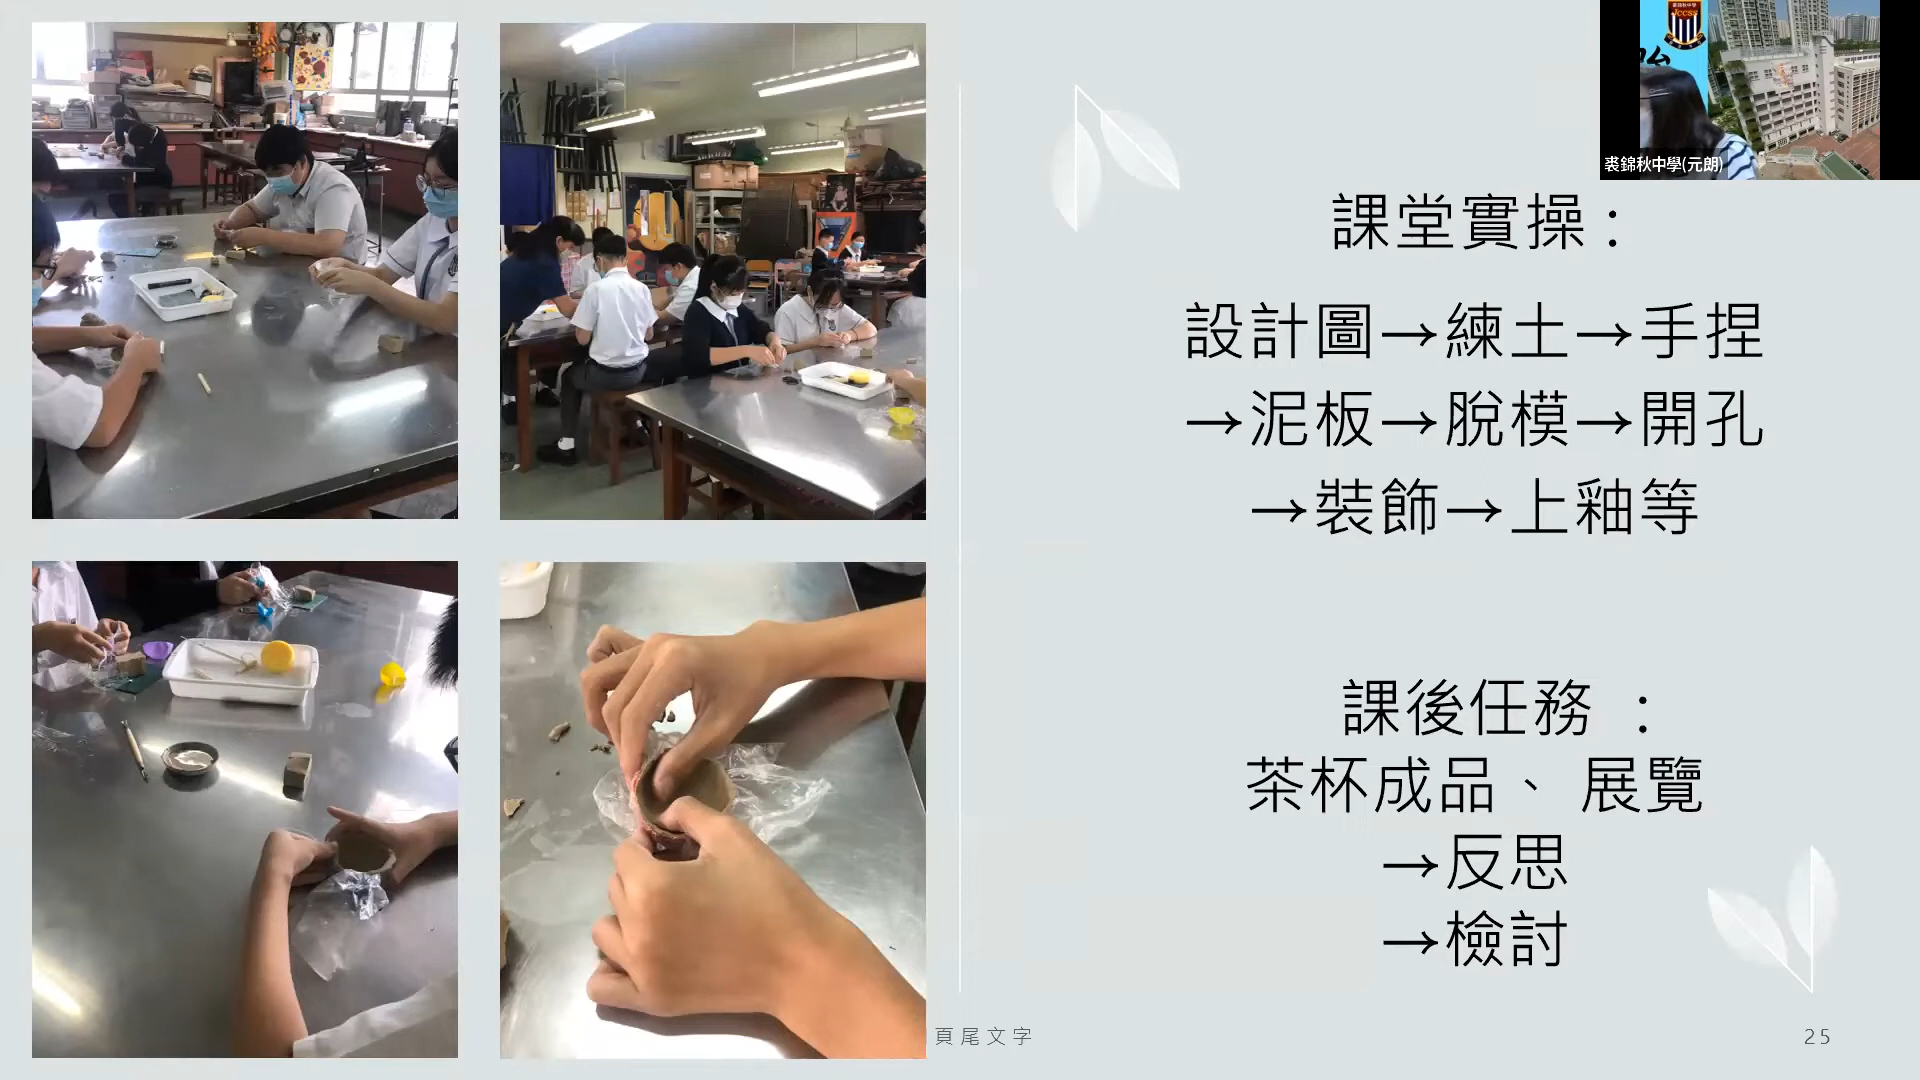 JCCSS
裘錦秋中學(元朗)
課堂實操：
設計圖→練土→手捏
→泥板→脫模→開孔
→裝飾→上釉等
課後任務 ：
茶杯成品、 展覽
→反思
→檢討
頁尾文字
25